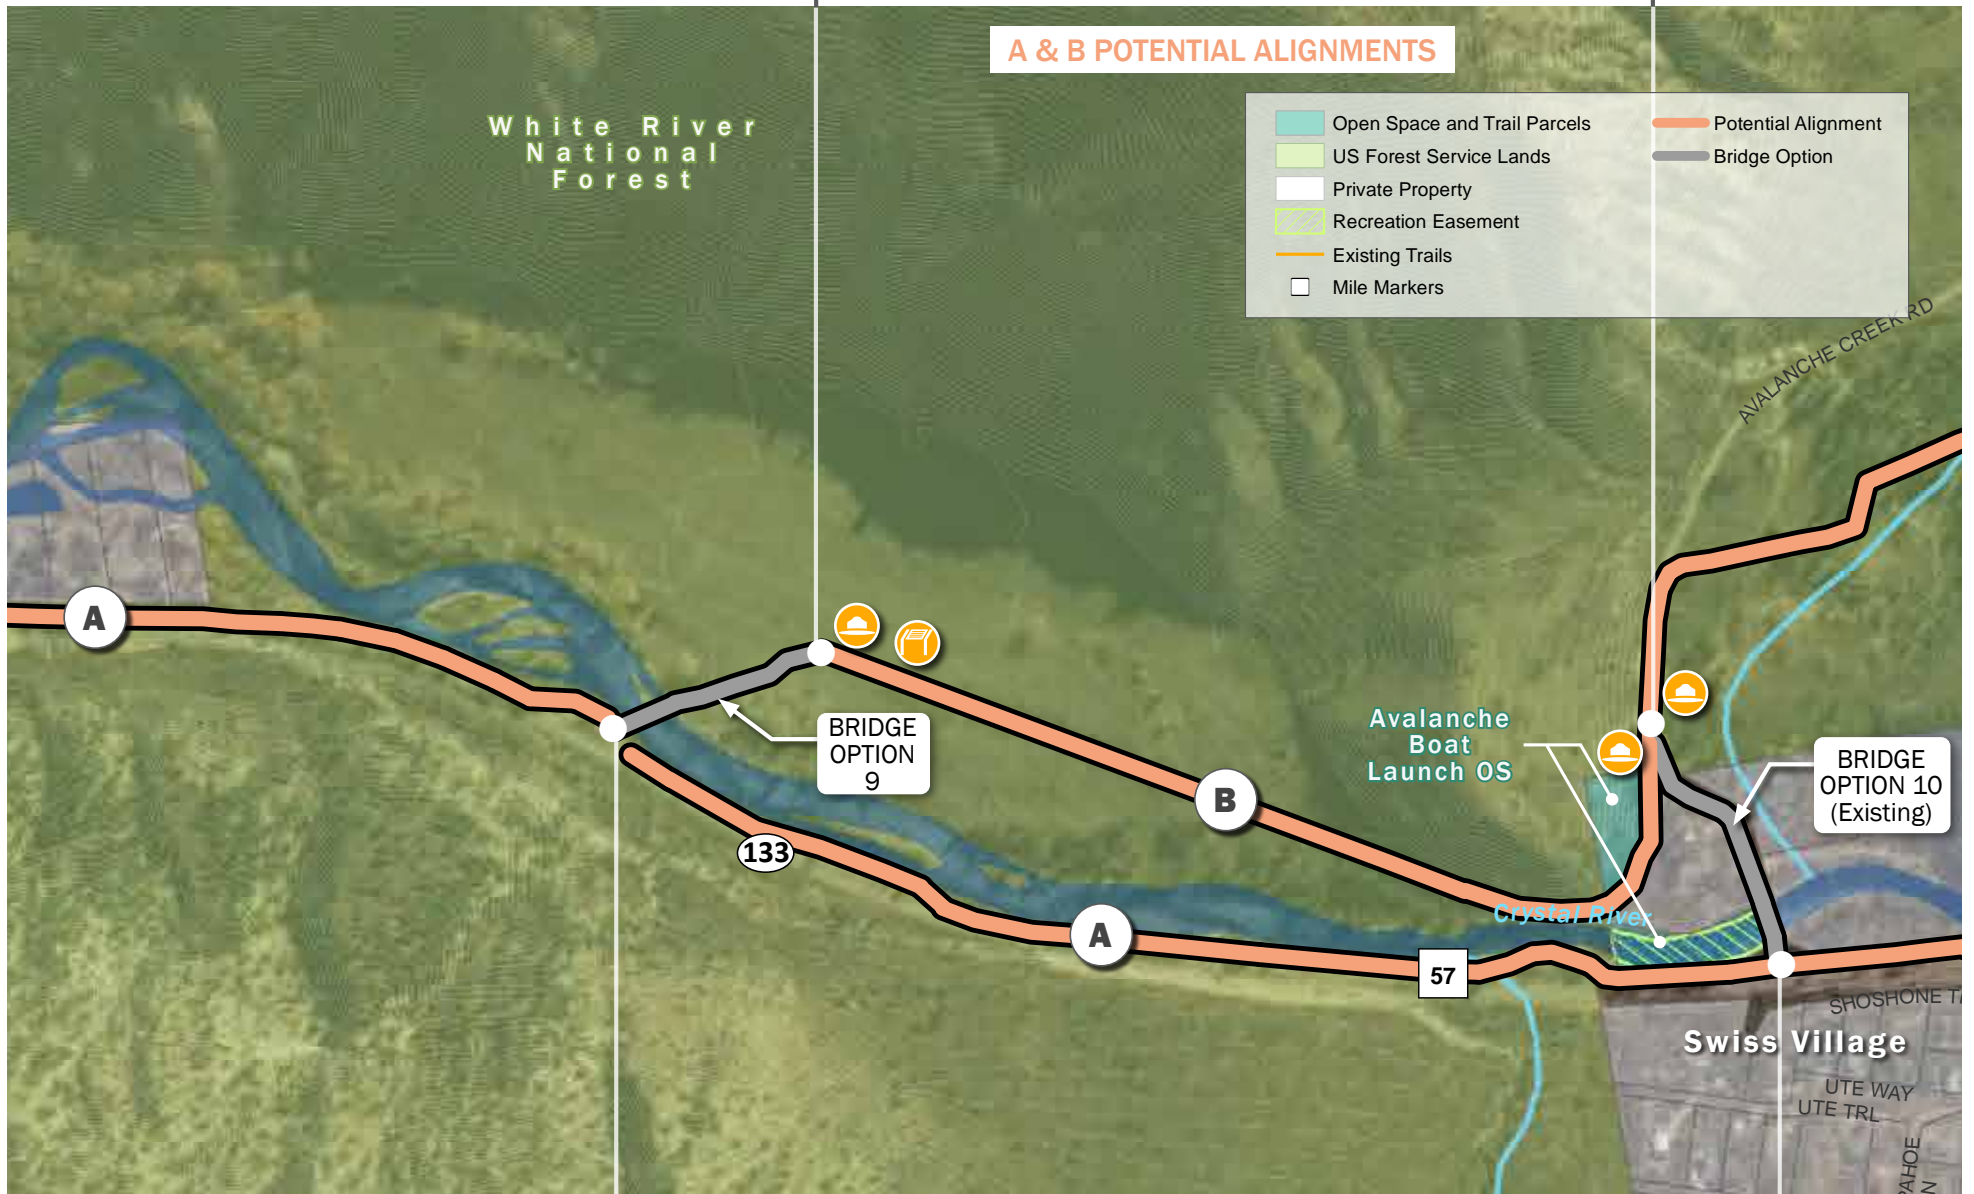 A & B POTENTIAL ALIGNMENTS
White River
National
Forest
Open Space and Trail Parcels
US Forest Service Lands
Private Property
Recreation Easement
Existing Trails
Mile Markers
Potential Alignment
Bridge Option
AVALANCHE CREEK RD
A
BRIDGE
OPTION
9
B
Avalanche
Boat
Launch OS
BRIDGE
OPTION 10
(Existing)
133
A
Crystal River
57
SHOSHONE
Swiss Village
UTE WAY
UTE TRL